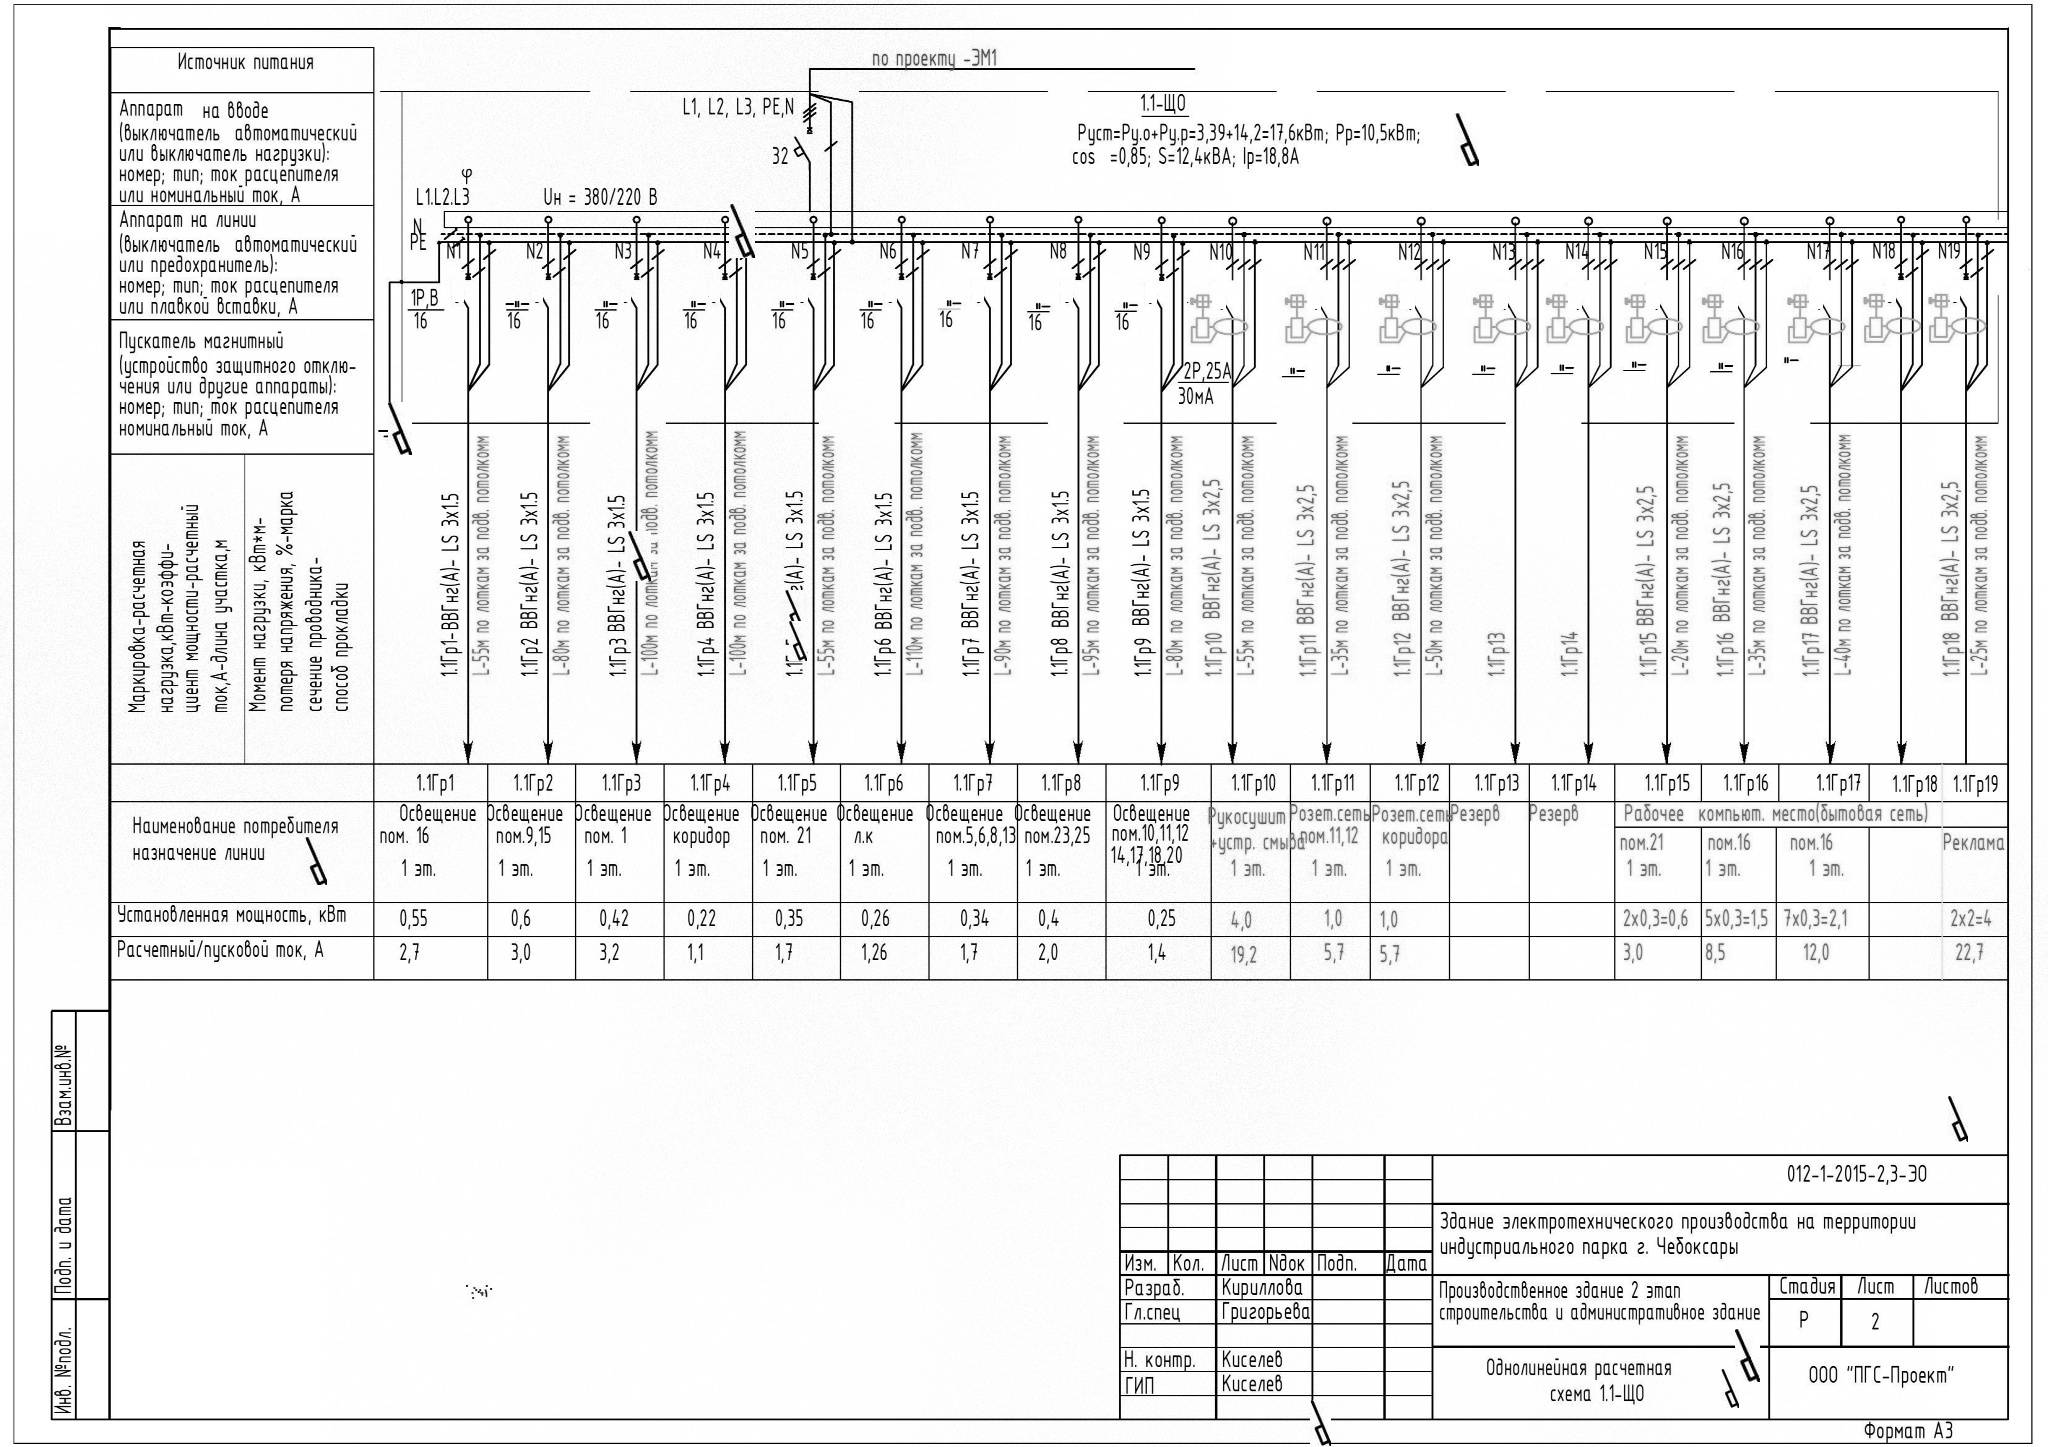 Источник питания
Аппарат на вводе
(выключатель автоматический
или выключатель нагрузки):
номер; тип; ток расцепителя
или номинальный ток, А
Аппарат на линии
(выключатель автоматический
или предохранитель):
номер; тип; ток расцепителя
или плавкой вставки, А
Пускатель магнитный
(устройство защитного отклю-
чения или другие аппараты):
номер; тип; ток расцепителя
номинальный ток, А
Маркировка-расчетная
нагрузка,кВт-коэффи-
циент мощности-расчетный
ток,А-длина участка,м
Момент нагрузки, кВт*м-
потеря напряжения, %-марка
сечение проводника-
способ прокладки
по проекту -ЭМ1
L1, L2, L3, PE,N
32
1.1-ЩО
Руст=Ру.о+Ру.р=3,39+14,2=17,6кВт; Рр=10,5кВт;
cos =0,85; S=12,4кВА; Iр=18,8А
φ
L1.L2.L3
Uн = 380/220 В
N
PE
N1 N2 N3 N4 N5 N6 N7 N8 N9 N10 N11 N12 N13 N14 N15 N16 N17 N18 N19
1Р,В
16 16 16 16 16 16 16 16 16
2Р,25А
30мА
1.1Гр1-ВВГнг(А)- LS 3х1.5
L-55м по лоткам за подв. потолкомм
1.1Гр2 ВВГнг(А)- LS 3х1.5
L-80м по лоткам за подв. потолкомм
1.1Гр3 ВВГнг(А)- LS 3х1.5
L-100м по лоткам за подв. потолкомм
1.1Гр4 ВВГнг(А)- LS 3х1.5
L-100м по лоткам за подв. потолкомм
г(А)- LS 3х1.5
L-55м по лоткам за подв. потолкомм
1.1Гр6 ВВГнг(А)- LS 3х1.5
L-110м по лоткам за подв. потолкомм
1.1Гр7 ВВГнг(А)- LS 3х1.5
L-90м по лоткам за подв. потолкомм
1.1Гр8 ВВГнг(А)- LS 3х1.5
L-95м по лоткам за подв. потолкомм
1.1Гр9 ВВГнг(А)- LS 3х1.5
L-80м по лоткам за подв. потолкомм
1.1Гр10 ВВГнг(А)- LS 3х2,5
L-55м по лоткам за подв. потолкомм
1.1Гр11 ВВГнг(А)- LS 3х2,5
L-35м по лоткам за подв. потолкомм
1.1Гр12 ВВГнг(А)- LS 3х2,5
L-50м по лоткам за подв. потолкомм
1.1Гр13
1.1Гр14
1.1Гр15 ВВГнг(А)- LS 3х2,5
L-20м по лоткам за подв. потолкомм
1.1Гр16 ВВГнг(А)- LS 3х2,5
L-35м по лоткам за подв. потолкомм
1.1Гр17 ВВГнг(А)- LS 3х2,5
L-40м по лоткам за подв. потолкомм
1.1Гр18 ВВГнг(А)- LS 3х2,5
L-25м по лоткам за подв. потолкомм
1.1Гр1 1.1Гр2 1.1Гр3 1.1Гр4 1.1Гр5 1.1Гр6 1.1Гр7 1.1Гр8 1.1Гр9 1.1Гр10 1.1Гр11 1.1Гр12 1.1Гр13 1.1Гр14 1.1Гр15 1.1Гр16 1.1Гр17 1.1Гр18 1.1Гр19
Наименование потребителя
назначение линии
Освещение
пом. 16
1 эт.
Освещение
пом.9,15
1 эт.
Освещение
пом. 1
1 эт.
Освещение
коридор
1 эт.
Освещение
пом. 21
1 эт.
Освещение
л.к
1 эт.
Освещение
пом.5,6,8,13
1 эт.
Освещение
пом.23,25
1 эт.
Освещение
пом.10,11,12
14,17,18,20
1 эт.
Рукосушит
+устр. смыва
1 эт.
Розет.сеть
пом.11,12
1 эт.
Розет.сеть
коридора
1 эт.
Резерв
Резерв
Рабочее компьют. место(бытовая сеть)
пом.21
1 эт.
пом.16
1 эт.
пом.16
1 эт.
Реклама
Установленная мощность, кВт 0,55 0,6 0,42 0,22 0,35 0,26 0,34 0,4 0,25 4,0 1,0 1,0 2х0,3=0,6 5х0,3=1,5 7х0,3=2,1 2х2=4
Расчетный/пусковой ток, А 2,7 3,0 3,2 1,1 1,7 1,26 1,7 2,0 1,4 19,2 5,7 5,7 3,0 8,5 12,0 22,7
Взам.инв.№
Подп. и дата
Инв. №подл.
012-1-2015-2,3-ЭО
Здание электротехнического производства на территории
индустриального парка г. Чебоксары
Изм. Кол. Лист Nдок Подп. Дата
Разраб. Кириллова
Гл.спец Григорьева
Н. контр. Киселев
ГИП Киселев
Производственное здание 2 этап
строительства и административное здание
Стадия Лист Листов
Р 2
Однолинейная расчетная
схема 1.1-ЩО
ООО "ПГС-Проект"
Формат А3